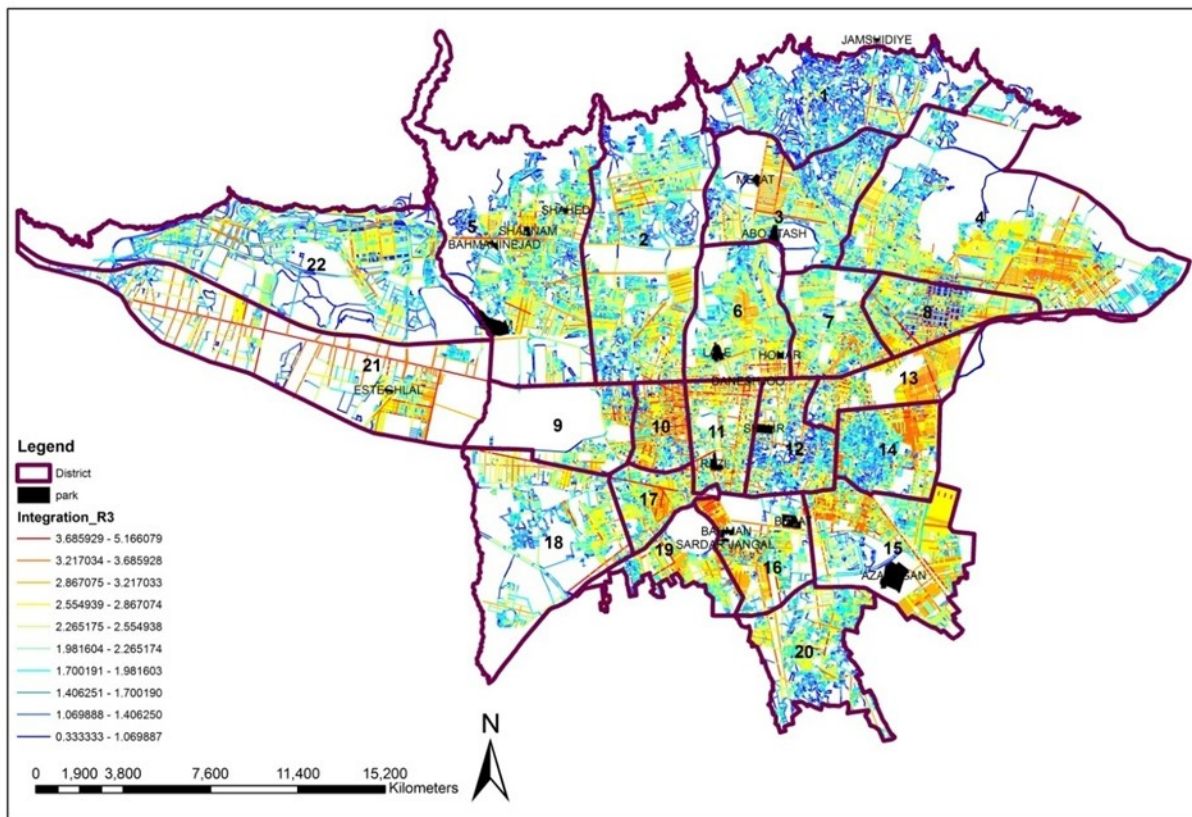 JAMSHIDIYE
1
4
MELLAT
3
SHAHED
5
SHABNAM
BAHMANINEJAD
2
ABO ATASH
22
6
7
8
LALE
HONAR
21
13
ESTEGHLAL
DANESHJOO
9
10
11
12
14
RAZI
17
BAHMAN
SARDAR JANGAL
18
19
16
15
20
Legend
District
park
Integration_R3
3.685929 - 5.166079
3.217034 - 3.685928
2.867075 - 3.217033
2.554939 - 2.867074
2.265175 - 2.554938
1.981604 - 2.265174
1.700191 - 1.981603
1.406251 - 1.700190
1.069888 - 1.406250
0.333333 - 1.069887
N
0 1,900 3,800 7,600 11,400 15,200
Kilometers